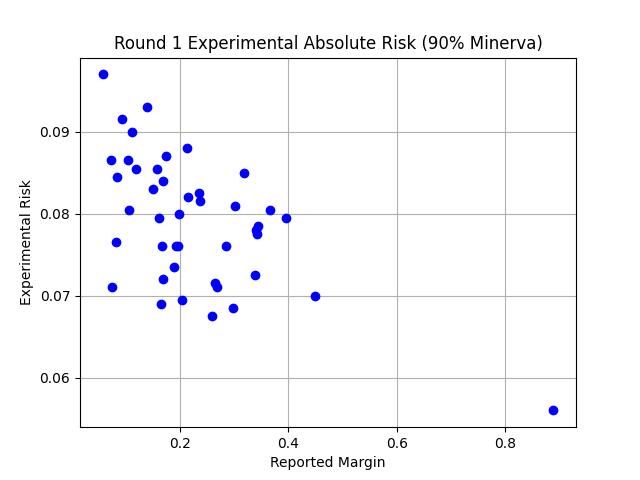 Round 1 Experimental Absolute Risk (90% Minerva)
Experimental Risk
0.09
0.08
0.07
0.06
0.2 0.4 0.6 0.8
Reported Margin